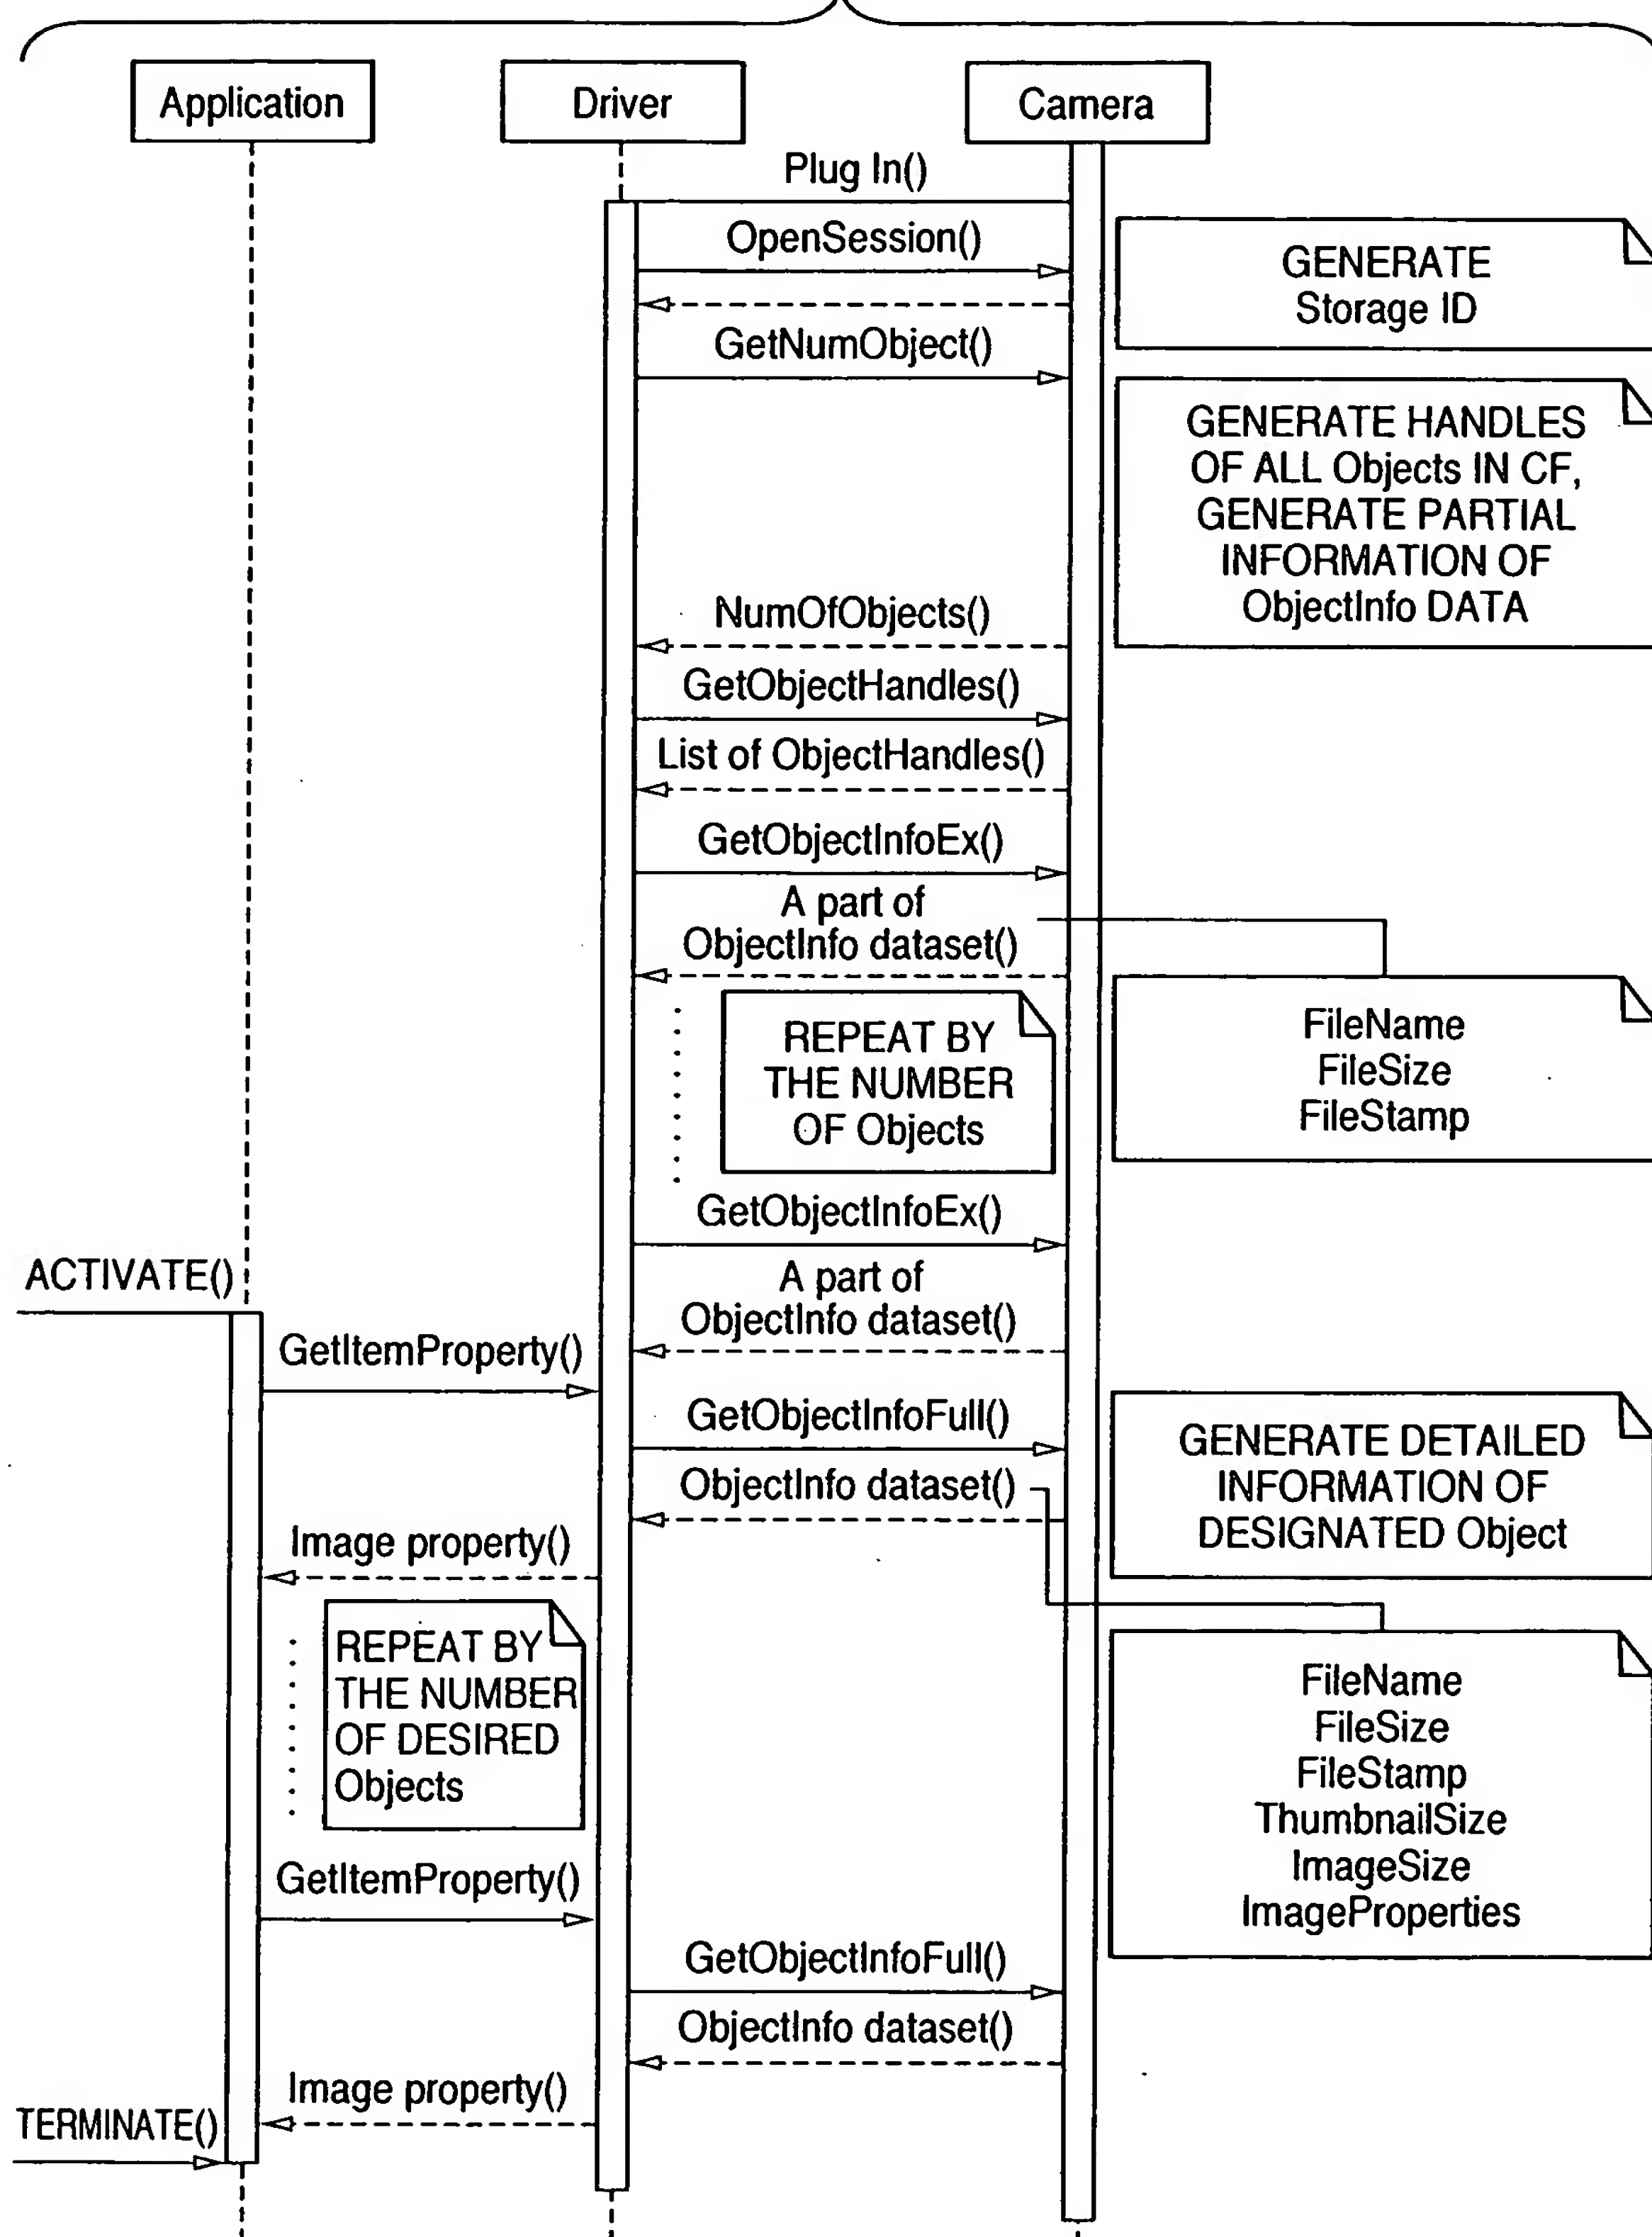 Application
Driver
Camera
Plug In()
OpenSession()
GENERATE
Storage ID
GetNumObject()
GENERATE HANDLES
OF ALL Objects IN CF,
GENERATE PARTIAL
INFORMATION OF
ObjectInfo DATA
NumOfObjects()
GetObjectHandles()
List of ObjectHandles()
GetObjectInfoEx()
A part of
ObjectInfo dataset()
FileName
FileSize
FileStamp
REPEAT BY
THE NUMBER
OF Objects
GetObjectInfoEx()
ACTIVATE()
A part of
ObjectInfo dataset()
GetItemProperty()
GetObjectInfoFull()
GENERATE DETAILED
INFORMATION OF
DESIGNATED Object
ObjectInfo dataset()
Image property()
REPEAT BY
THE NUMBER
OF DESIRED
Objects
FileName
FileSize
FileStamp
ThumbnailSize
ImageSize
ImageProperties
GetItemProperty()
GetObjectInfoFull()
ObjectInfo dataset()
Image property()
TERMINATE()